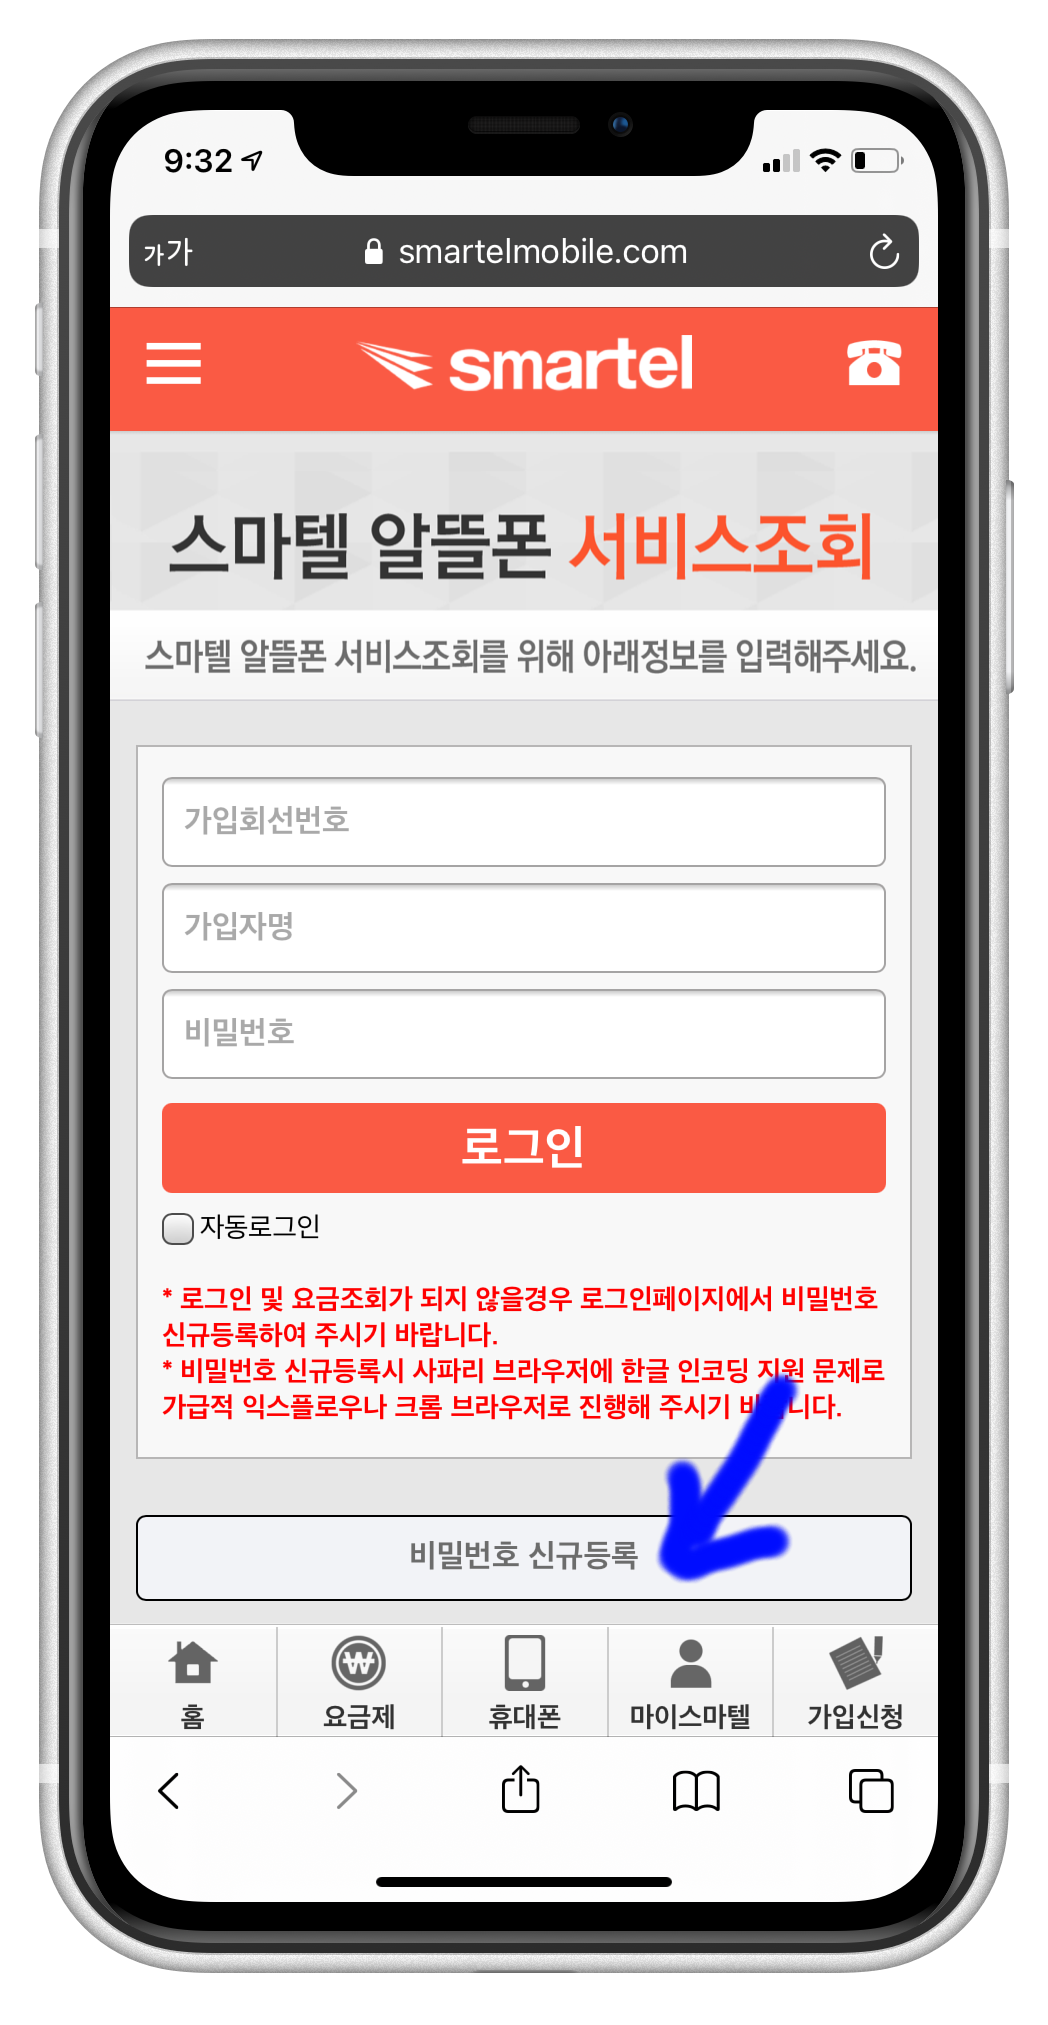 9:32
가가 smartelmobile.com
smartel
스마텔 알뜰폰 서비스조회
스마텔 알뜰폰 서비스조회를 위해 아래정보를 입력해주세요.
가입회선번호
가입자명
비밀번호
로그인
자동로그인
* 로그인 및 요금조회가 되지 않을경우 로그인페이지에서 비밀번호
신규등록하여 주시기 바랍니다.
* 비밀번호 신규등록시 사파리 브라우저에 한글 인코딩 지원 문제로
가급적 익스플로우나 크롬 브라우저로 진행해 주시기
비밀번호 신규등록
홈 요금제 휴대폰 마이스마텔 가입신청